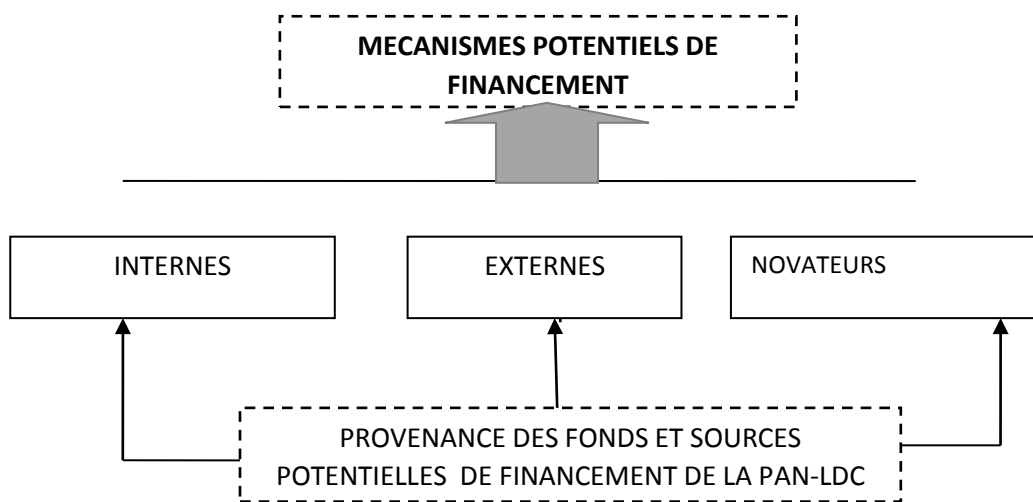 MECANISMES POTENTIELS DE
FINANCEMENT
INTERNES
EXTERNES
NOVATEURS
PROVENANCE DES FONDS ET SOURCES
POTENTIELLES DE FINANCEMENT DE LA PAN-LDC